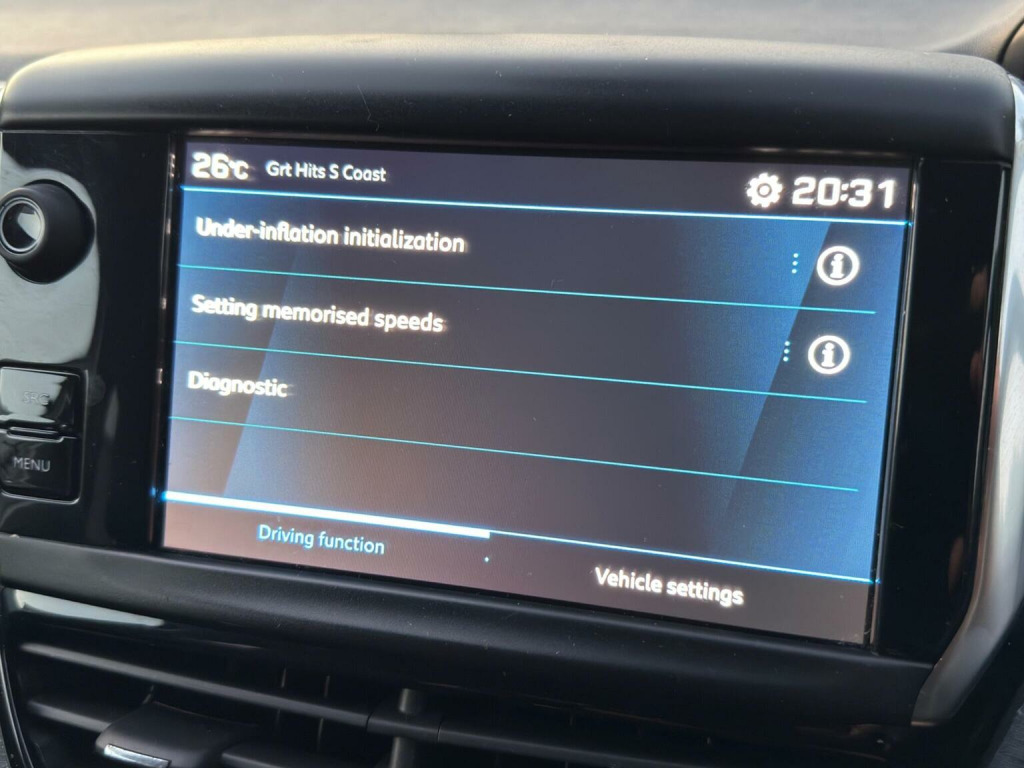 26°C Grt Hits S Coast 20:31
Under-inflation initialization
Setting memorised speeds
Diagnostic
SRC
MENU
Driving function
Vehicle settings